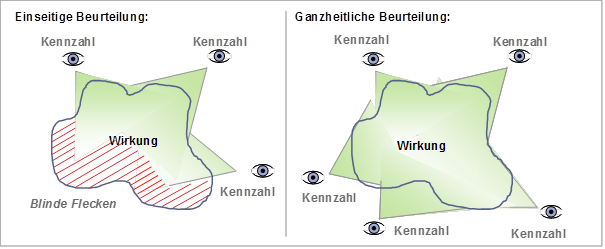 Einseitige Beurteilung:
Kennzahl
Kennzahl
Wirkung
Kennzahl
Blinde Flecken
Ganzheitliche Beurteilung:
Kennzahl
Kennzahl
Wirkung
Kennzahl
Kennzahl
Kennzahl